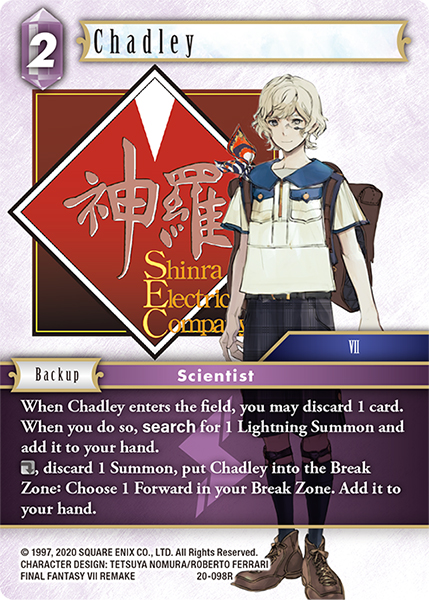 2
Chadley
神羅
Shinra
Electric
Company
VII
Backup
Scientist
When Chadley enters the field, you may discard 1 card.
When you do so, search for 1 Lightning Summon and
add it to your hand.
, discard 1 Summon, put Chadley into the Break
Zone: Choose 1 Forward in your Break Zone. Add it to
your hand.
© 1997, 2020 SQUARE ENIX CO., LTD. All Rights Reserved.
CHARACTER DESIGN: TETSUYA NOMURA/ROBERTO FERRARI
FINAL FANTASY VII REMAKE 20-098R